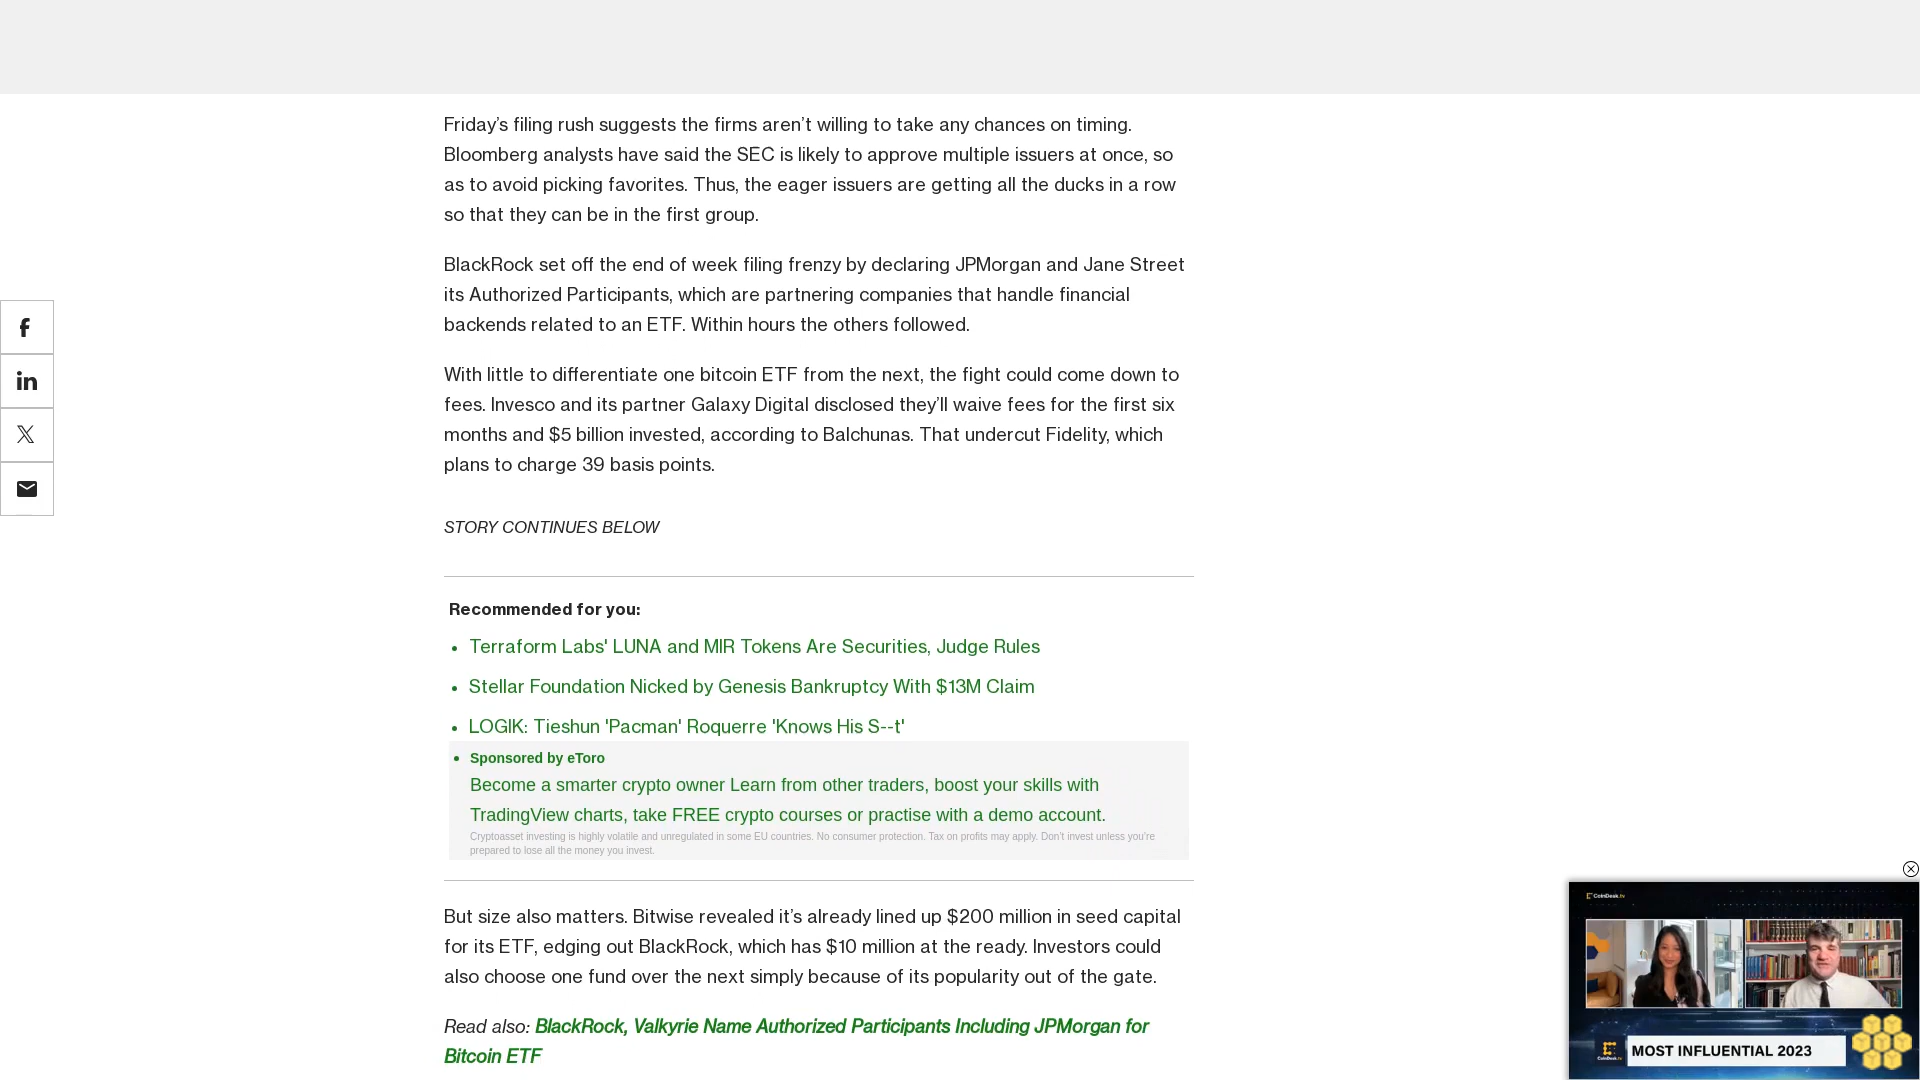 Friday’s filing rush suggests the firms aren’t willing to take any chances on timing.
Bloomberg analysts have said the SEC is likely to approve multiple issuers at once, so
as to avoid picking favorites. Thus, the eager issuers are getting all the ducks in a row
so that they can be in the first group.
BlackRock set off the end of week filing frenzy by declaring JPMorgan and Jane Street
its Authorized Participants, which are partnering companies that handle financial
backends related to an ETF. Within hours the others followed.
With little to differentiate one bitcoin ETF from the next, the fight could come down to
fees. Invesco and its partner Galaxy Digital disclosed they’ll waive fees for the first six
months and $5 billion invested, according to Balchunas. That undercut Fidelity, which
plans to charge 39 basis points.
STORY CONTINUES BELOW
Recommended for you:
• Terraform Labs' LUNA and MIR Tokens Are Securities, Judge Rules
• Stellar Foundation Nicked by Genesis Bankruptcy With $13M Claim
• LOGIK: Tieshun 'Pacman' Roquerre 'Knows His S--t'
• Sponsored by eToro
Become a smarter crypto owner Learn from other traders, boost your skills with
TradingView charts, take FREE crypto courses or practise with a demo account.
Cryptoasset investing is highly volatile and unregulated in some EU countries. No consumer protection. Tax on profits may apply. Don’t invest unless you’re
prepared to lose all the money you invest.
But size also matters. Bitwise revealed it’s already lined up $200 million in seed capital
for its ETF, edging out BlackRock, which has $10 million at the ready. Investors could
also choose one fund over the next simply because of its popularity out of the gate.
Read also: BlackRock, Valkyrie Name Authorized Participants Including JPMorgan for
Bitcoin ETF
CoinDesk.tv
CoinDesk.tv
MOST INFLUENTIAL 2023